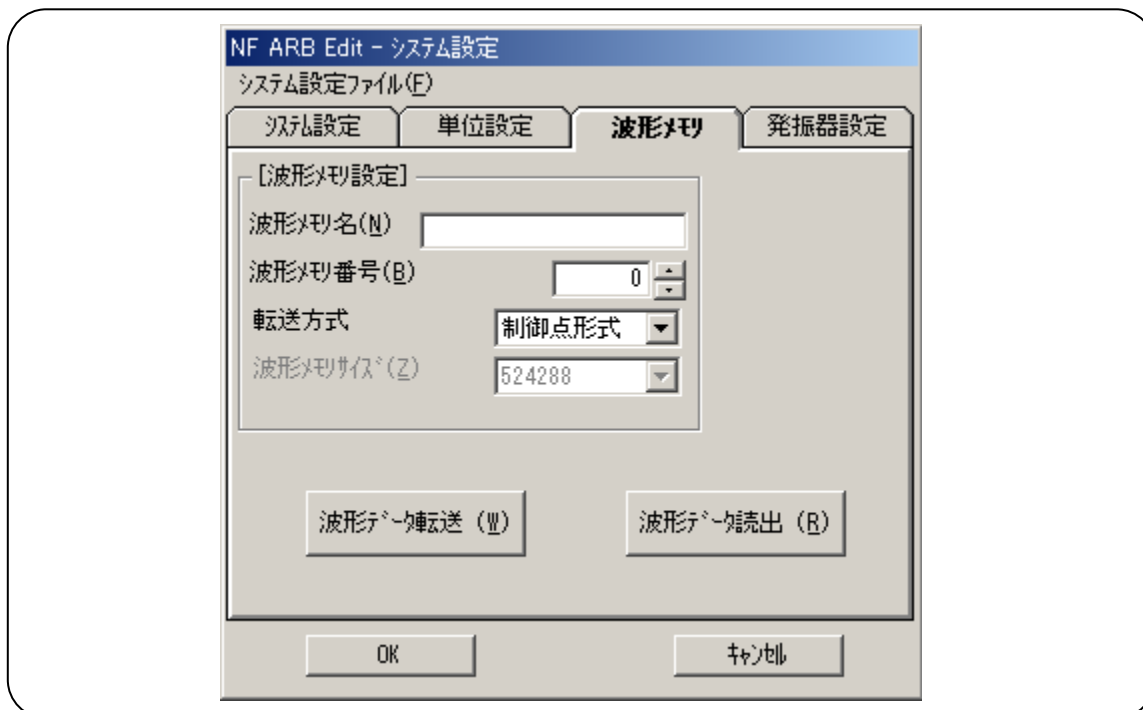 NF ARB Edit - システム設定
システム設定ファイル(F)
システム設定 単位設定 波形メモリ 発振器設定
[波形メモリ設定]
波形メモリ名(N)
波形メモリ番号(B) 0
転送方式 制御点形式
波形メモリサイズ(Z) 524288
波形データ転送 (W) 波形データ読出 (R)
OK キャンセル